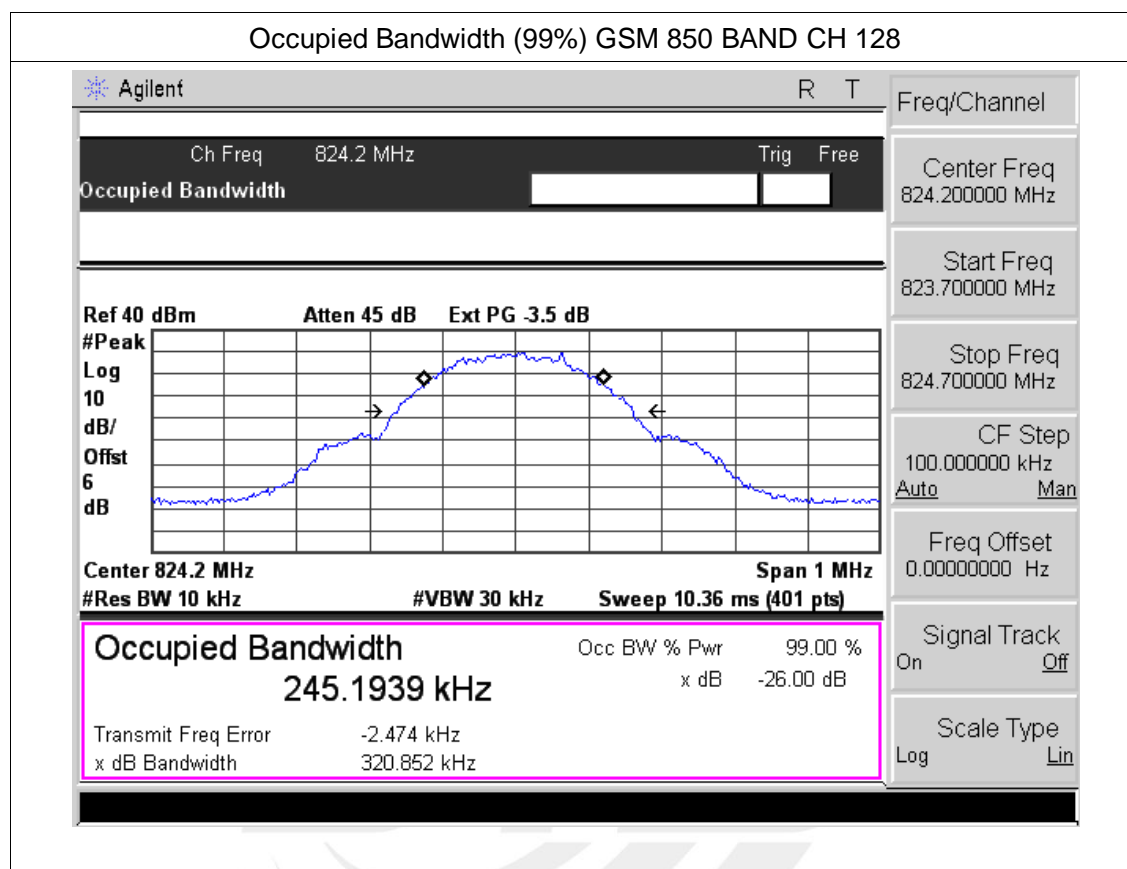 Occupied Bandwidth (99%) GSM 850 BAND CH 128
Agilent R T
Freq/Channel
Ch Freq 824.2 MHz Trig Free
Occupied Bandwidth
Center Freq
824.200000 MHz
Start Freq
823.700000 MHz
Stop Freq
824.700000 MHz
CF Step
100.000000 kHz
Auto Man
Freq Offset
0.00000000 Hz
Signal Track
On Off
Scale Type
Log Lin
Ref 40 dBm Atten 45 dB Ext PG -3.5 dB
#Peak
Log
10
dB/
Offst
6
dB
Center 824.2 MHz Span 1 MHz
#Res BW 10 kHz #VBW 30 kHz Sweep 10.36 ms (401 pts)
Occupied Bandwidth Occ BW % Pwr 99.00 %
245.1939 kHz x dB -26.00 dB
Transmit Freq Error -2.474 kHz
x dB Bandwidth 320.852 kHz